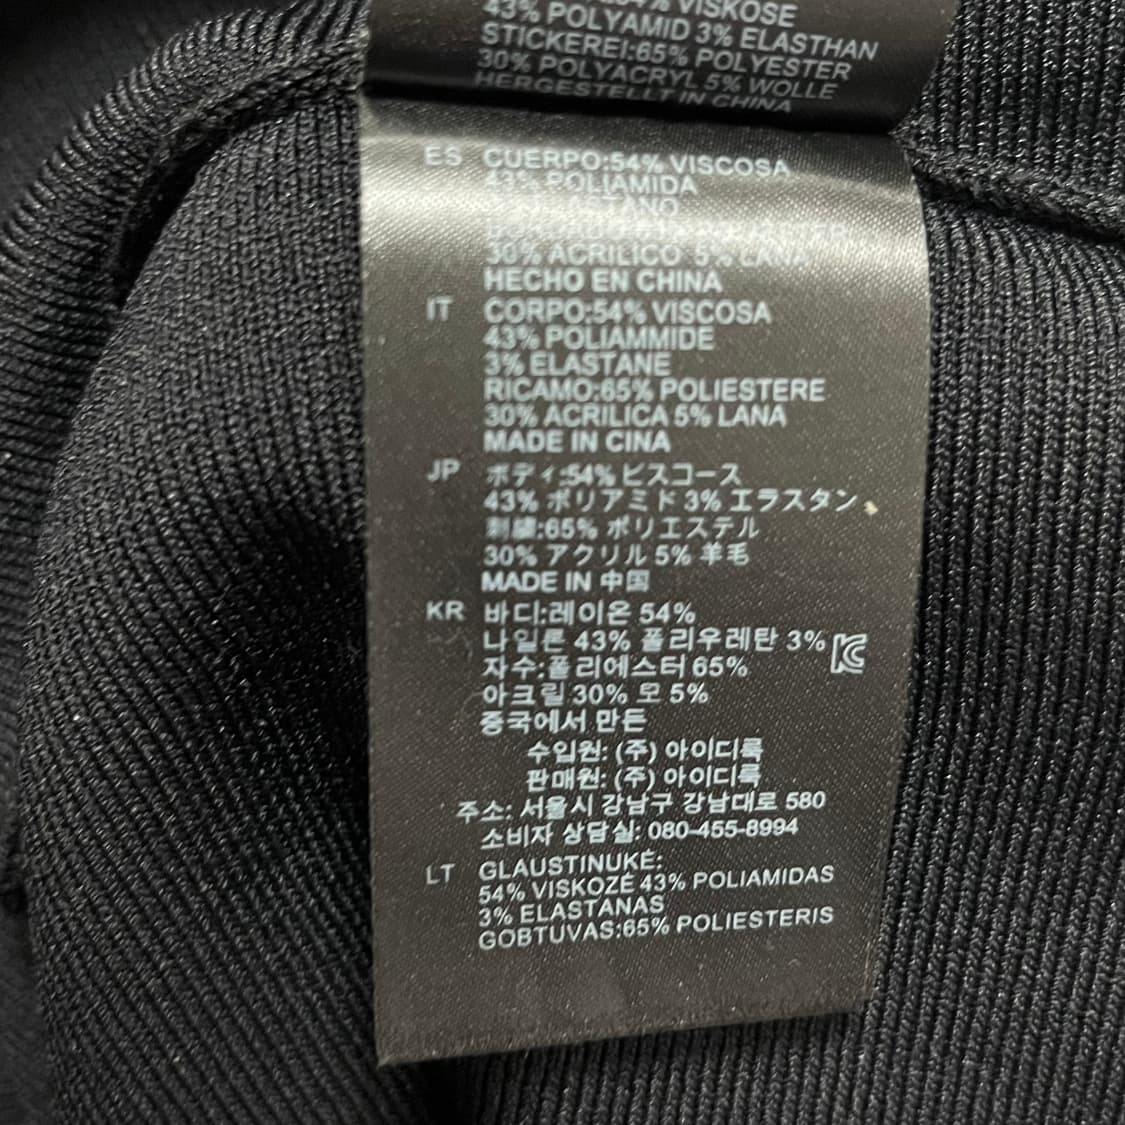 54% VISKOSE
43% POLYAMID 3% ELASTHAN
STICKEREI:65% POLYESTER
30% POLYACRYL 5% WOLLE
HERGESTELLT IN CHINA
ES CUERPO:54% VISCOSA
43% POLIAMIDA
30% ACRILICO 5% LANA
HECHO EN CHINA
IT CORPO:54% VISCOSA
43% POLIAMMIDE
3% ELASTANE
RICAMO:65% POLIESTERE
30% ACRILICA 5% LANA
MADE IN CINA
JP ボディ:54% ビスコース
43% ポリアミド 3% エラスタン
刺繍:65% ポリエステル
30% アクリル 5% 羊毛
MADE IN 中国
KR 바디:레이온 54%
나일론 43% 폴리우레탄 3%
자수:폴리에스터 65%
아크릴 30% 모 5%
중국에서 만든
수입원: (주) 아이디룩
판매원: (주) 아이디룩
주소: 서울시 강남구 강남대로 580
소비자 상담실: 080-455-8994
LT GLAUSTINUKĖ:
54% VISKOZĖ 43% POLIAMIDAS
3% ELASTANAS
GOBTUVAS:65% POLIESTERIS